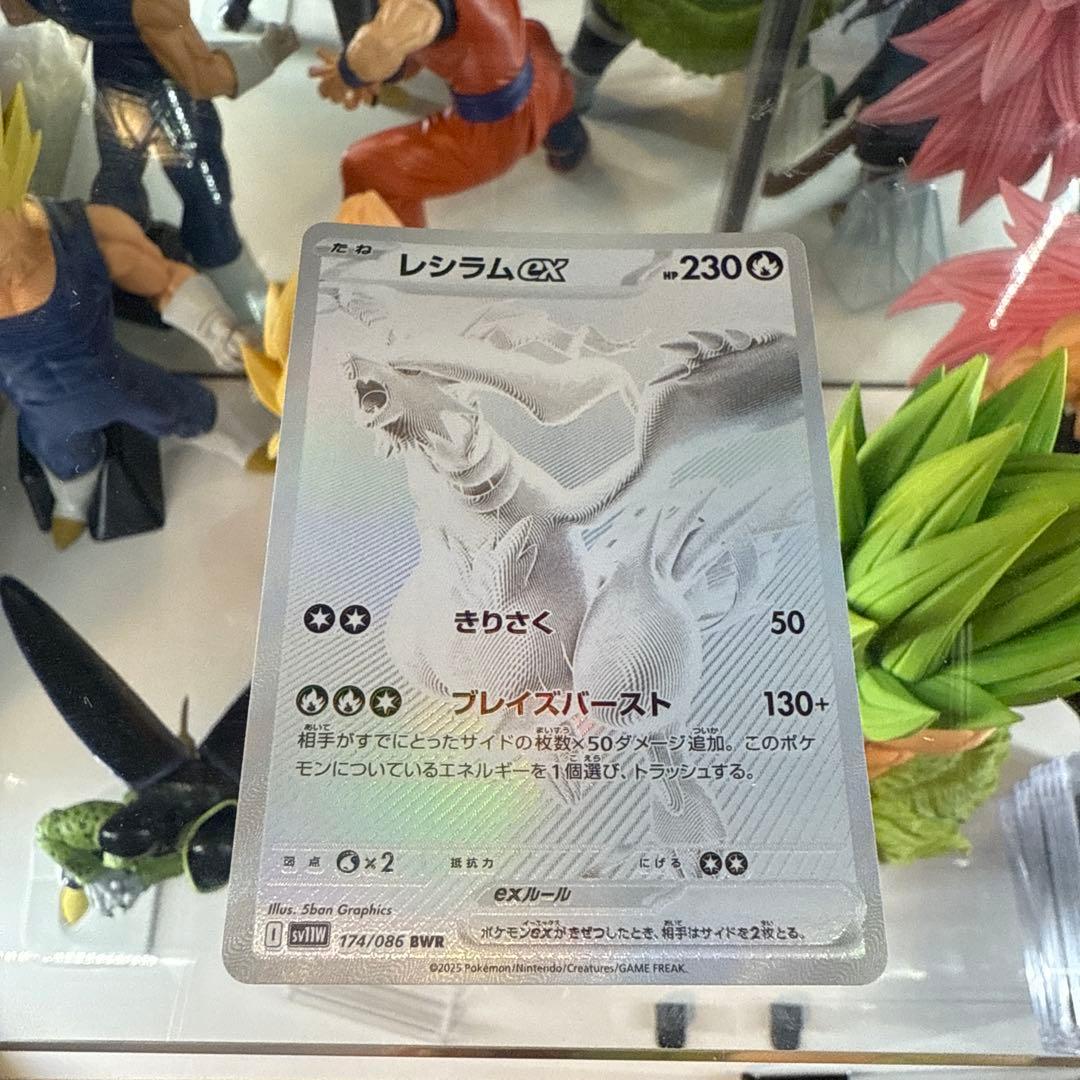 たね レシラムex HP 230
きりさく 50
ブレイズバースト 130+
相手がすでにとったサイドの枚数×50ダメージ追加。このポケ
モンについているエネルギーを1個選び、トラッシュする。
弱点 ×2 抵抗力 にげる
exルール
ポケモンexがきぜつしたとき、相手はサイドを2枚とる。
Illus. 5ban Graphics
I SV11W 174/086 BWR
©2025 Pokémon/Nintendo/Creatures/GAME FREAK.